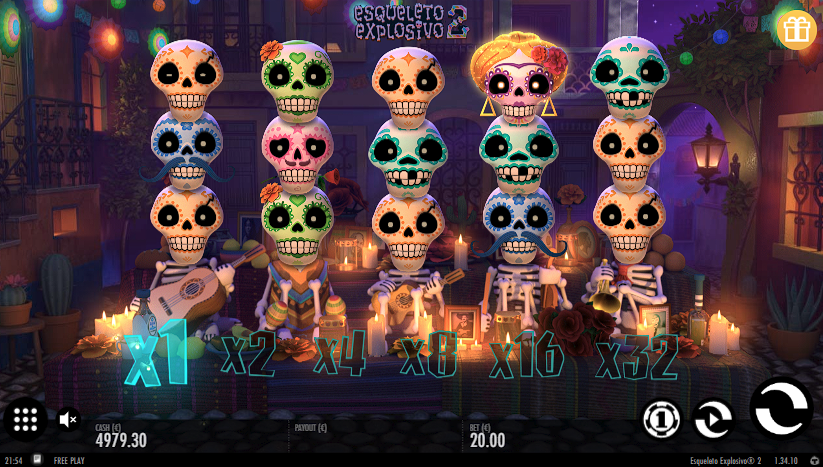 esqueleto
explosivo 2
x1 x2 x4 x8 x16 x32
CASH (€) PAYOUT (€) BET (€)
4979.30 20.00
1
21:54 FREE PLAY Esqueleto Explosivo® 2 1.34.10